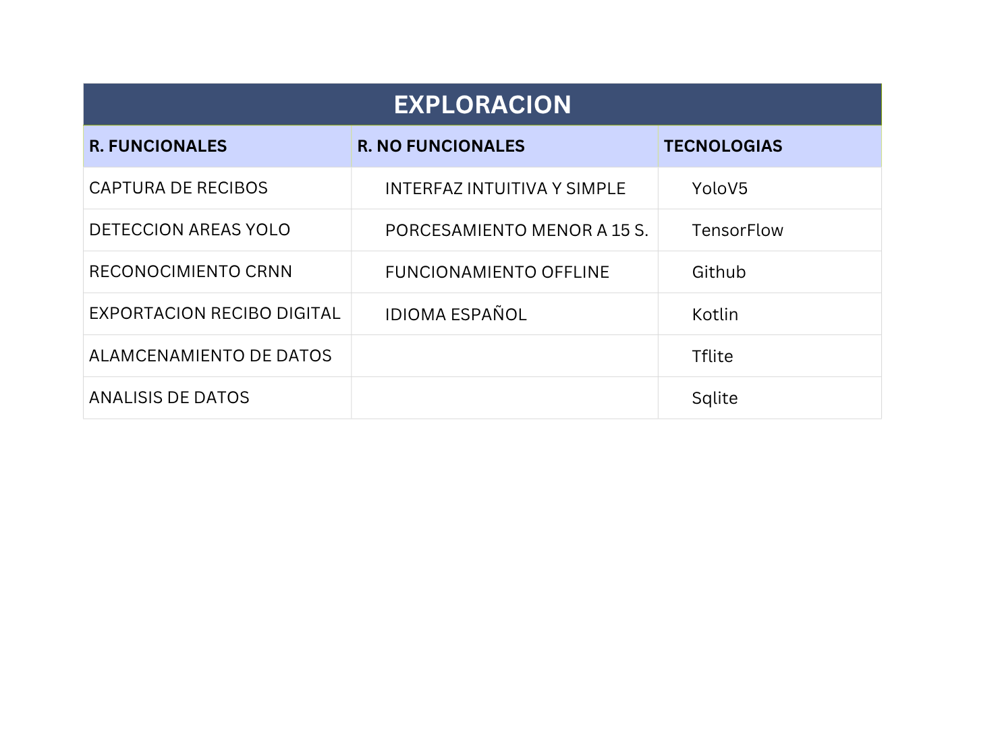 EXPLORACION
R. FUNCIONALES R. NO FUNCIONALES TECNOLOGIAS
CAPTURA DE RECIBOS INTERFAZ INTUITIVA Y SIMPLE YoloV5
DETECCION AREAS YOLO PORCESAMIENTO MENOR A 15 S. TensorFlow
RECONOCIMIENTO CRNN FUNCIONAMIENTO OFFLINE Github
EXPORTACION RECIBO DIGITAL IDIOMA ESPAÑOL Kotlin
ALAMCENAMIENTO DE DATOS Tflite
ANALISIS DE DATOS Sqlite